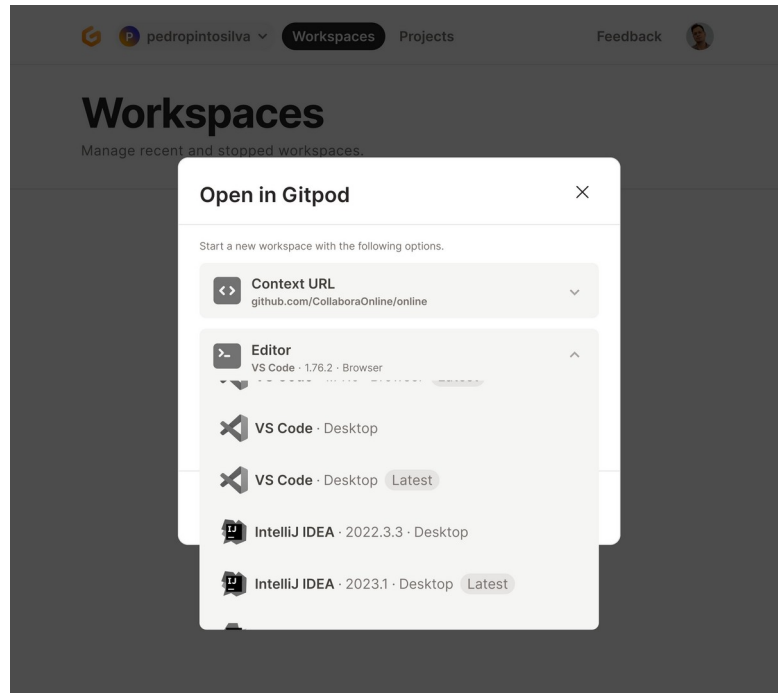 P pedropintosilva Workspaces Projects Feedback
Workspaces
Manage recent and stopped workspaces.
Open in Gitpod
Start a new workspace with the following options.
Context URL
github.com/CollaboraOnline/online
Editor
VS Code · 1.76.2 · Browser
VS Code · Desktop
VS Code · Desktop Latest
IntelliJ IDEA · 2022.3.3 · Desktop
IntelliJ IDEA · 2023.1 · Desktop Latest